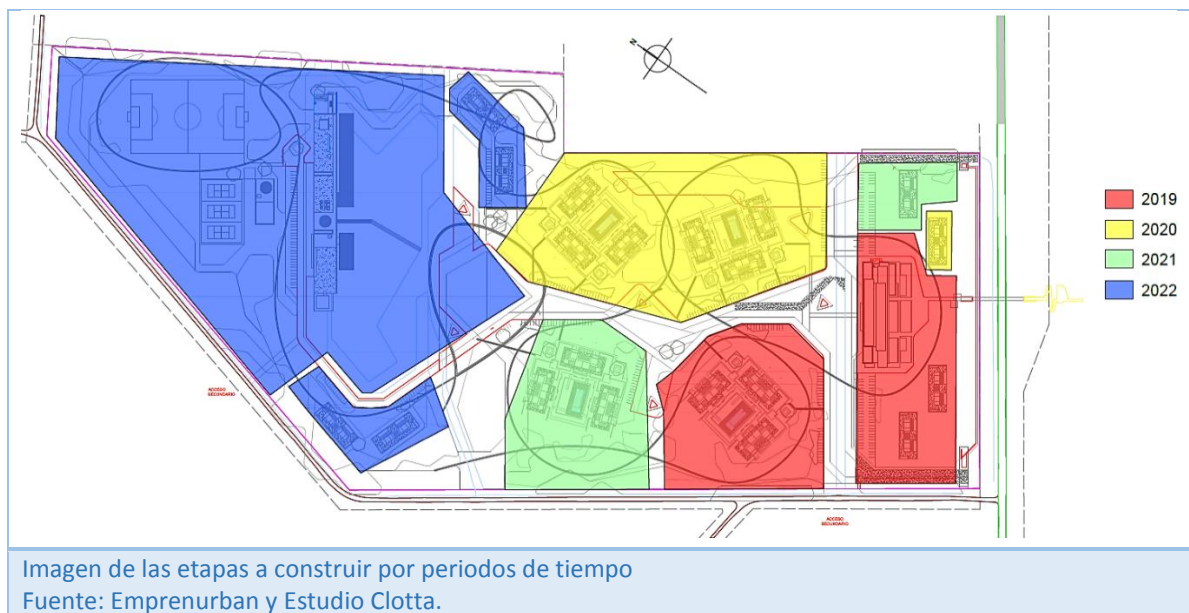 N
2019
2020
2021
2022
ACCESO
SECUNDARIO
ACCESO
SECUNDARIO
Imagen de las etapas a construir por periodos de tiempo
Fuente: Emprenurban y Estudio Clotta.